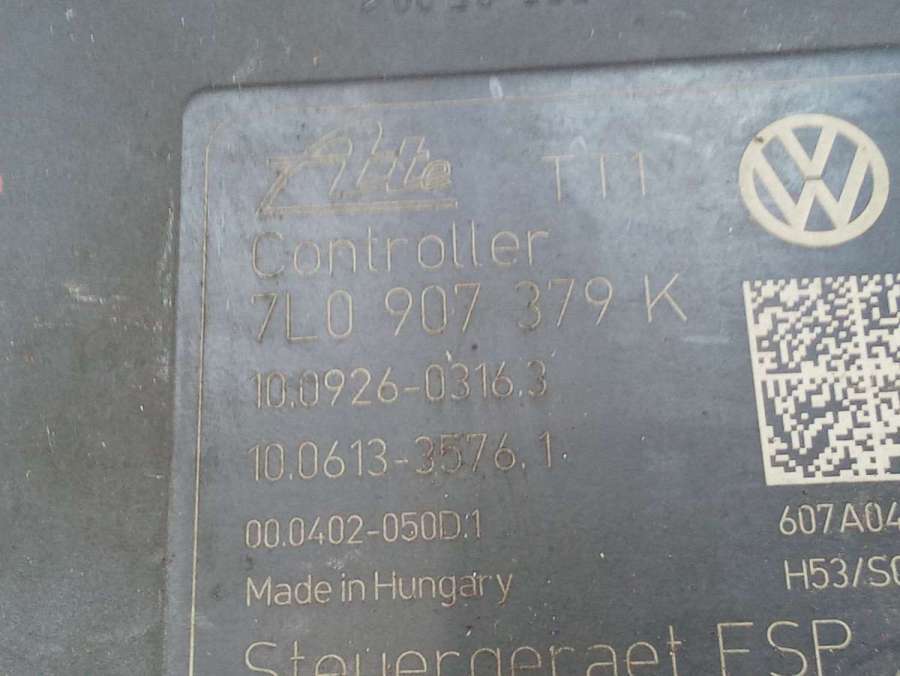 Ate TT1
Controller
7L0 907 379 K
10.0926-0316.3
10.0613-3576.1
00.0402-050D.1
607A04
Made in Hungary
H53/S
Steuergeraet ESP